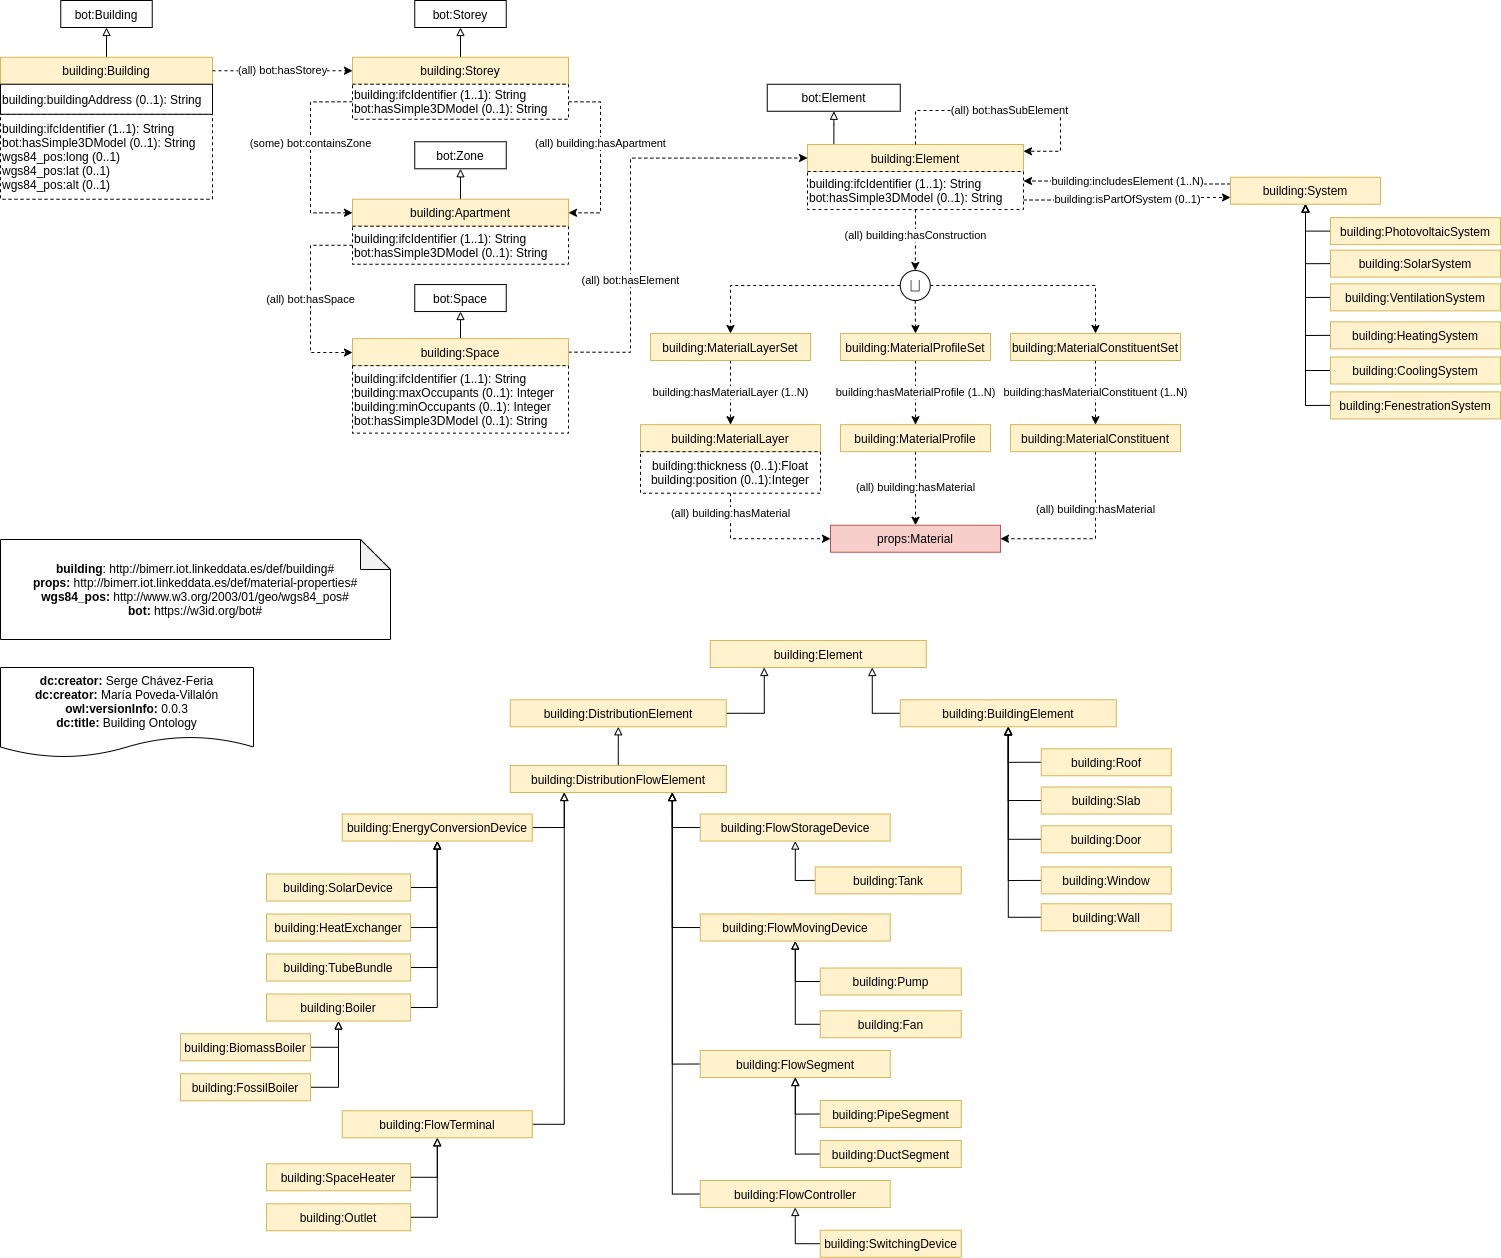 bot:Building
bot:Storey
building:Building
(all) bot:hasStorey
building:Storey
building:buildingAddress (0..1): String
building:ifcIdentifier (1..1): String
bot:hasSimple3DModel (0..1): String
wgs84_pos:long (0..1)
wgs84_pos:lat (0..1)
wgs84_pos:alt (0..1)
building:ifcIdentifier (1..1): String
bot:hasSimple3DModel (0..1): String
(some) bot:containsZone
(all) building:hasApartment
bot:Zone
building:Apartment
building:ifcIdentifier (1..1): String
bot:hasSimple3DModel (0..1): String
(all) bot:hasSpace
(all) bot:hasElement
bot:Space
building:Space
building:ifcIdentifier (1..1): String
building:maxOccupants (0..1): Integer
building:minOccupants (0..1): Integer
bot:hasSimple3DModel (0..1): String
bot:Element
(all) bot:hasSubElement
building:Element
building:ifcIdentifier (1..1): String
bot:hasSimple3DModel (0..1): String
building:includesElement (1..N)
building:isPartOfSystem (0..1)
building:System
building:PhotovoltaicSystem
building:SolarSystem
building:VentilationSystem
building:HeatingSystem
building:CoolingSystem
building:FenestrationSystem
(all) building:hasConstruction
⨆
building:MaterialLayerSet
building:MaterialProfileSet
building:MaterialConstituentSet
building:hasMaterialLayer (1..N)
building:hasMaterialProfile (1..N)
building:hasMaterialConstituent (1..N)
building:MaterialLayer
building:MaterialProfile
building:MaterialConstituent
building:thickness (0..1):Float
building:position (0..1):Integer
(all) building:hasMaterial
(all) building:hasMaterial
(all) building:hasMaterial
props:Material
building: http://bimerr.iot.linkeddata.es/def/building#
props: http://bimerr.iot.linkeddata.es/def/material-properties#
wgs84_pos: http://www.w3.org/2003/01/geo/wgs84_pos#
bot: https://w3id.org/bot#
dc:creator: Serge Chávez-Feria
dc:creator: María Poveda-Villalón
owl:versionInfo: 0.0.3
dc:title: Building Ontology
building:Element
building:DistributionElement
building:BuildingElement
building:DistributionFlowElement
building:Roof
building:Slab
building:Door
building:Window
building:Wall
building:EnergyConversionDevice
building:SolarDevice
building:HeatExchanger
building:TubeBundle
building:Boiler
building:BiomassBoiler
building:FossilBoiler
building:FlowTerminal
building:SpaceHeater
building:Outlet
building:FlowStorageDevice
building:Tank
building:FlowMovingDevice
building:Pump
building:Fan
building:FlowSegment
building:PipeSegment
building:DuctSegment
building:FlowController
building:SwitchingDevice